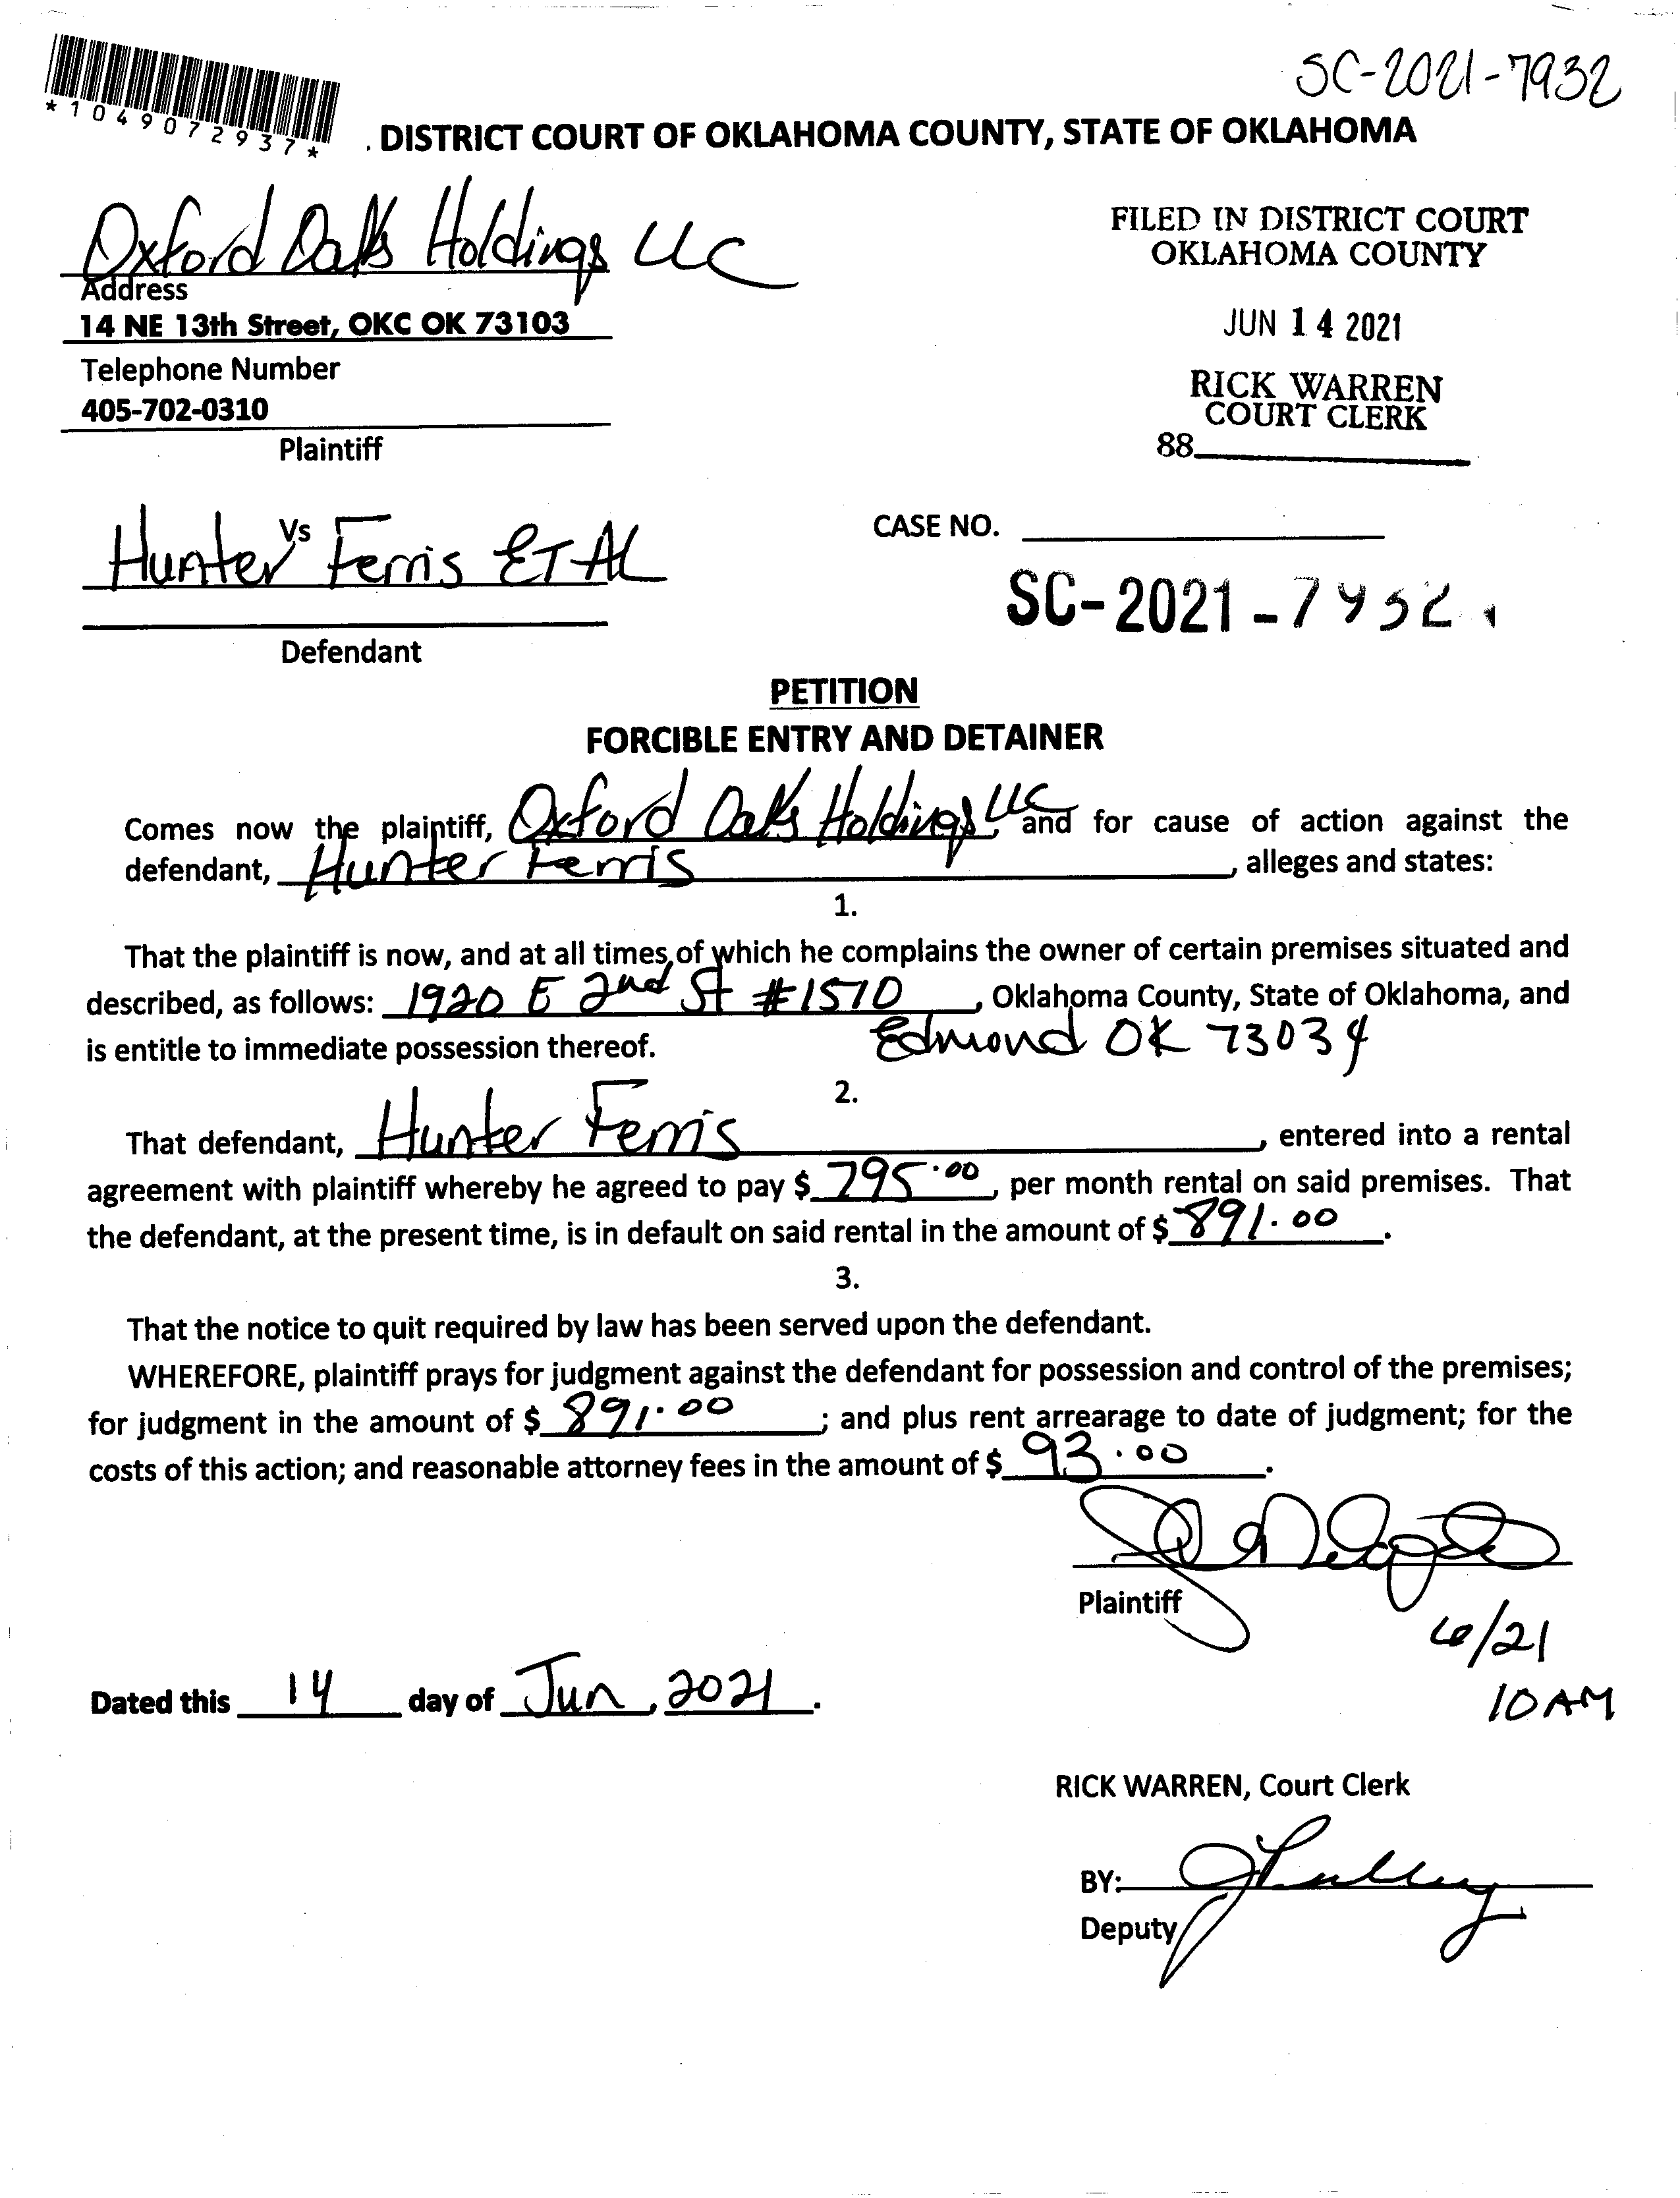 SC-2021-7932
*1049072937*
DISTRICT COURT OF OKLAHOMA COUNTY, STATE OF OKLAHOMA
Oxford Oaks Holdings LLC
Address
14 NE 13th Street, OKC OK 73103
Telephone Number
405-702-0310
Plaintiff
FILED IN DISTRICT COURT
OKLAHOMA COUNTY
JUN 14 2021
RICK WARREN
COURT CLERK
88
Vs
Hunter Ferris ET AL
Defendant
CASE NO.
SC-2021-7932
PETITION
FORCIBLE ENTRY AND DETAINER
Comes now the plaintiff, Oxford Oaks Holdings, LLC and for cause of action against the
defendant, Hunter Ferris, alleges and states:
1.
That the plaintiff is now, and at all times of which he complains the owner of certain premises situated and
described, as follows: 1920 E 2nd St #1510, Oklahoma County, State of Oklahoma, and
is entitle to immediate possession thereof. Edmond OK 73034
2.
That defendant, Hunter Ferris, entered into a rental
agreement with plaintiff whereby he agreed to pay $ 795.00, per month rental on said premises. That
the defendant, at the present time, is in default on said rental in the amount of $ 891.00.
3.
That the notice to quit required by law has been served upon the defendant.
WHEREFORE, plaintiff prays for judgment against the defendant for possession and control of the premises;
for judgment in the amount of $ 891.00; and plus rent arrearage to date of judgment; for the
costs of this action; and reasonable attorney fees in the amount of $ 93.00.
Plaintiff
6/21
10 AM
Dated this 14 day of Jun, 2021.
RICK WARREN, Court Clerk
BY:
Deputy